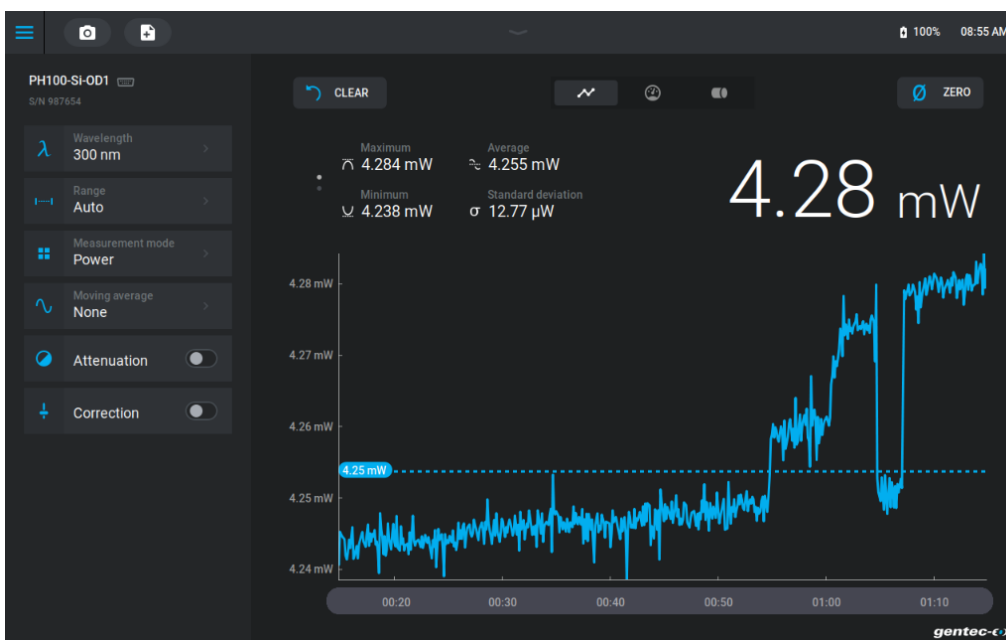 100% 08:55 AM
PH100-Si-OD1
S/N 987654
λ Wavelength
300 nm
Range
Auto
Measurement mode
Power
Moving average
None
Attenuation
Correction
CLEAR
Ø ZERO
Maximum
4.284 mW
Average
4.255 mW
Minimum
4.238 mW
Standard deviation
σ 12.77 µW
4.28 mW
4.28 mW
4.27 mW
4.26 mW
4.25 mW
4.25 mW
4.24 mW
00:20 00:30 00:40 00:50 01:00 01:10
gentec-e